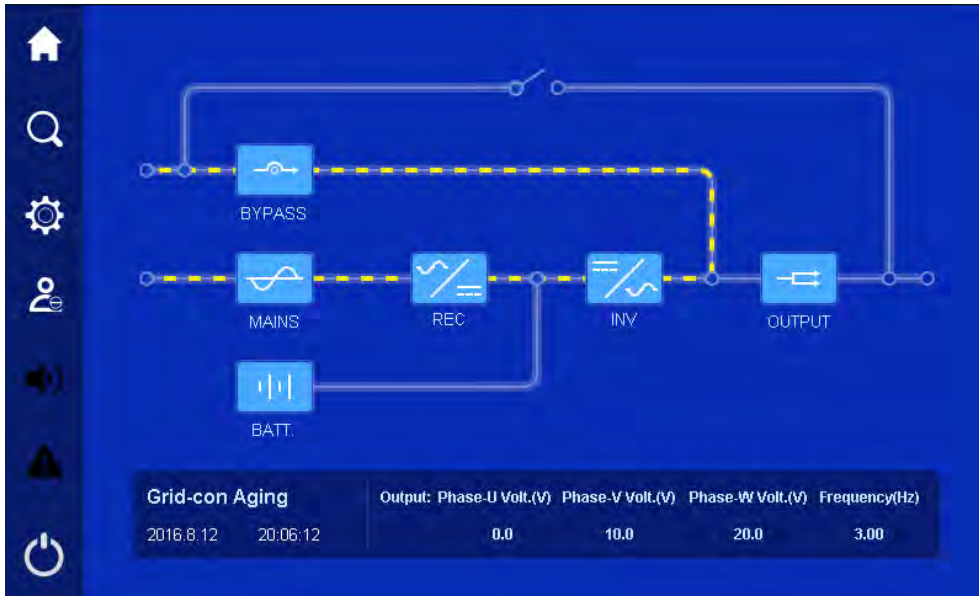 BYPASS
MAINS REC INV OUTPUT
BATT.
Grid-con Aging Output: Phase-U Volt.(V) Phase-V Volt.(V) Phase-W Volt.(V) Frequency(Hz)
2016.8.12 20:06:12 0.0 10.0 20.0 3.00